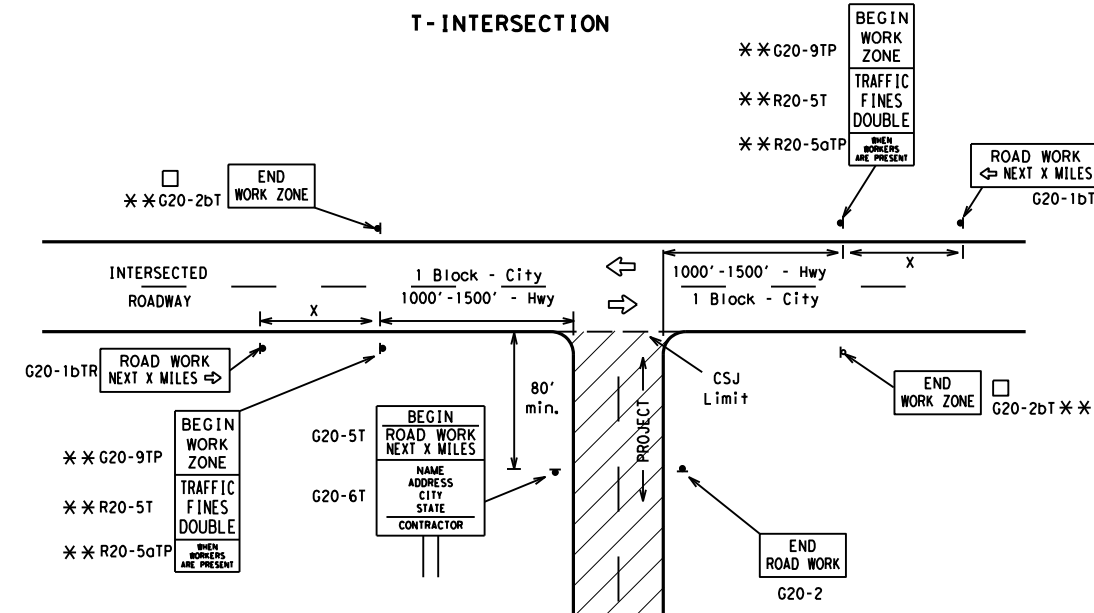 T-INTERSECTION
BEGIN
WORK
ZONE
TRAFFIC
FINES
DOUBLE
WHEN
WORKERS
ARE PRESENT
**G20-9TP
**R20-5T
**R20-5aTP
ROAD WORK
⇦ NEXT X MILES
G20-1bT
□
**G20-2bT
END
WORK ZONE
INTERSECTED
ROADWAY
1 Block - City
1000'-1500' - Hwy
1000'-1500' - Hwy
1 Block - City
X
X
G20-1bTR
ROAD WORK
NEXT X MILES ⇨
80'
min.
CSJ
Limit
PROJECT
END
WORK ZONE
□
G20-2bT **
BEGIN
WORK
ZONE
TRAFFIC
FINES
DOUBLE
WHEN
WORKERS
ARE PRESENT
**G20-9TP
**R20-5T
**R20-5aTP
G20-5T
BEGIN
ROAD WORK
NEXT X MILES
G20-6T
NAME
ADDRESS
CITY
STATE
CONTRACTOR
END
ROAD WORK
G20-2